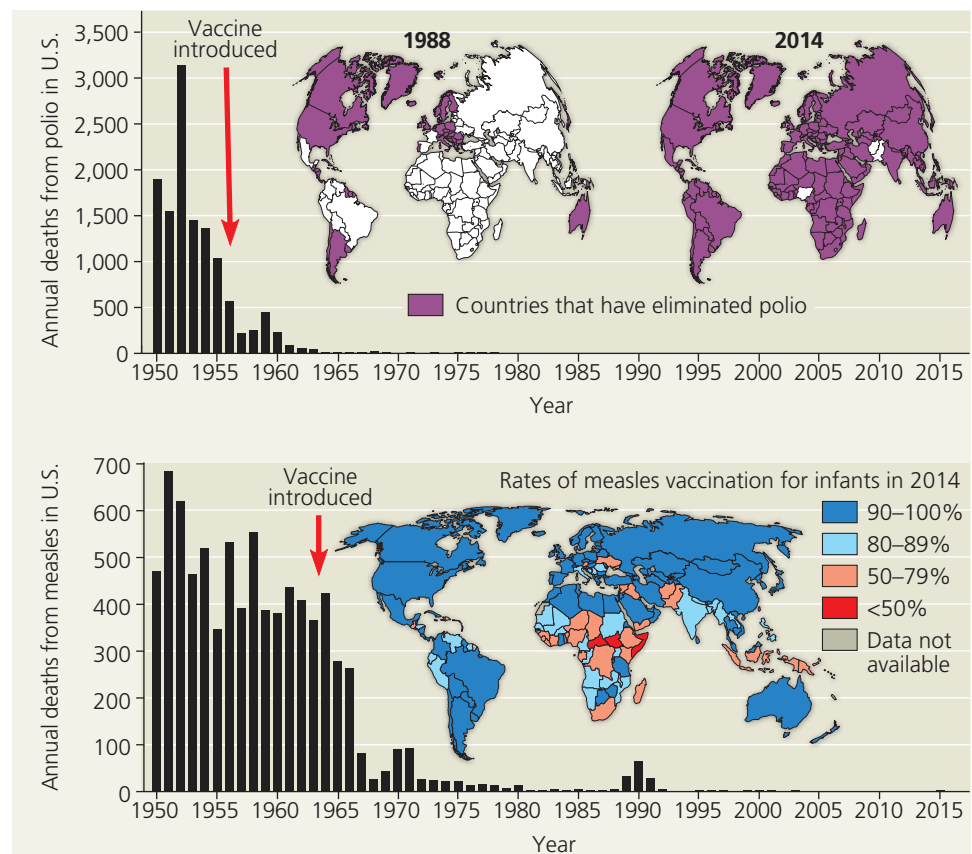 Annual deaths from polio in U.S.
3,500
3,000
2,500
2,000
1,500
1,000
500
0
Vaccine
introduced
1988
2014
Countries that have eliminated polio
1950 1955 1960 1965 1970 1975 1980 1985 1990 1995 2000 2005 2010 2015
Year
Annual deaths from measles in U.S.
700
600
500
400
300
200
100
0
Vaccine
introduced
Rates of measles vaccination for infants in 2014
90–100%
80–89%
50–79%
<50%
Data not
available
1950 1955 1960 1965 1970 1975 1980 1985 1990 1995 2000 2005 2010 2015
Year